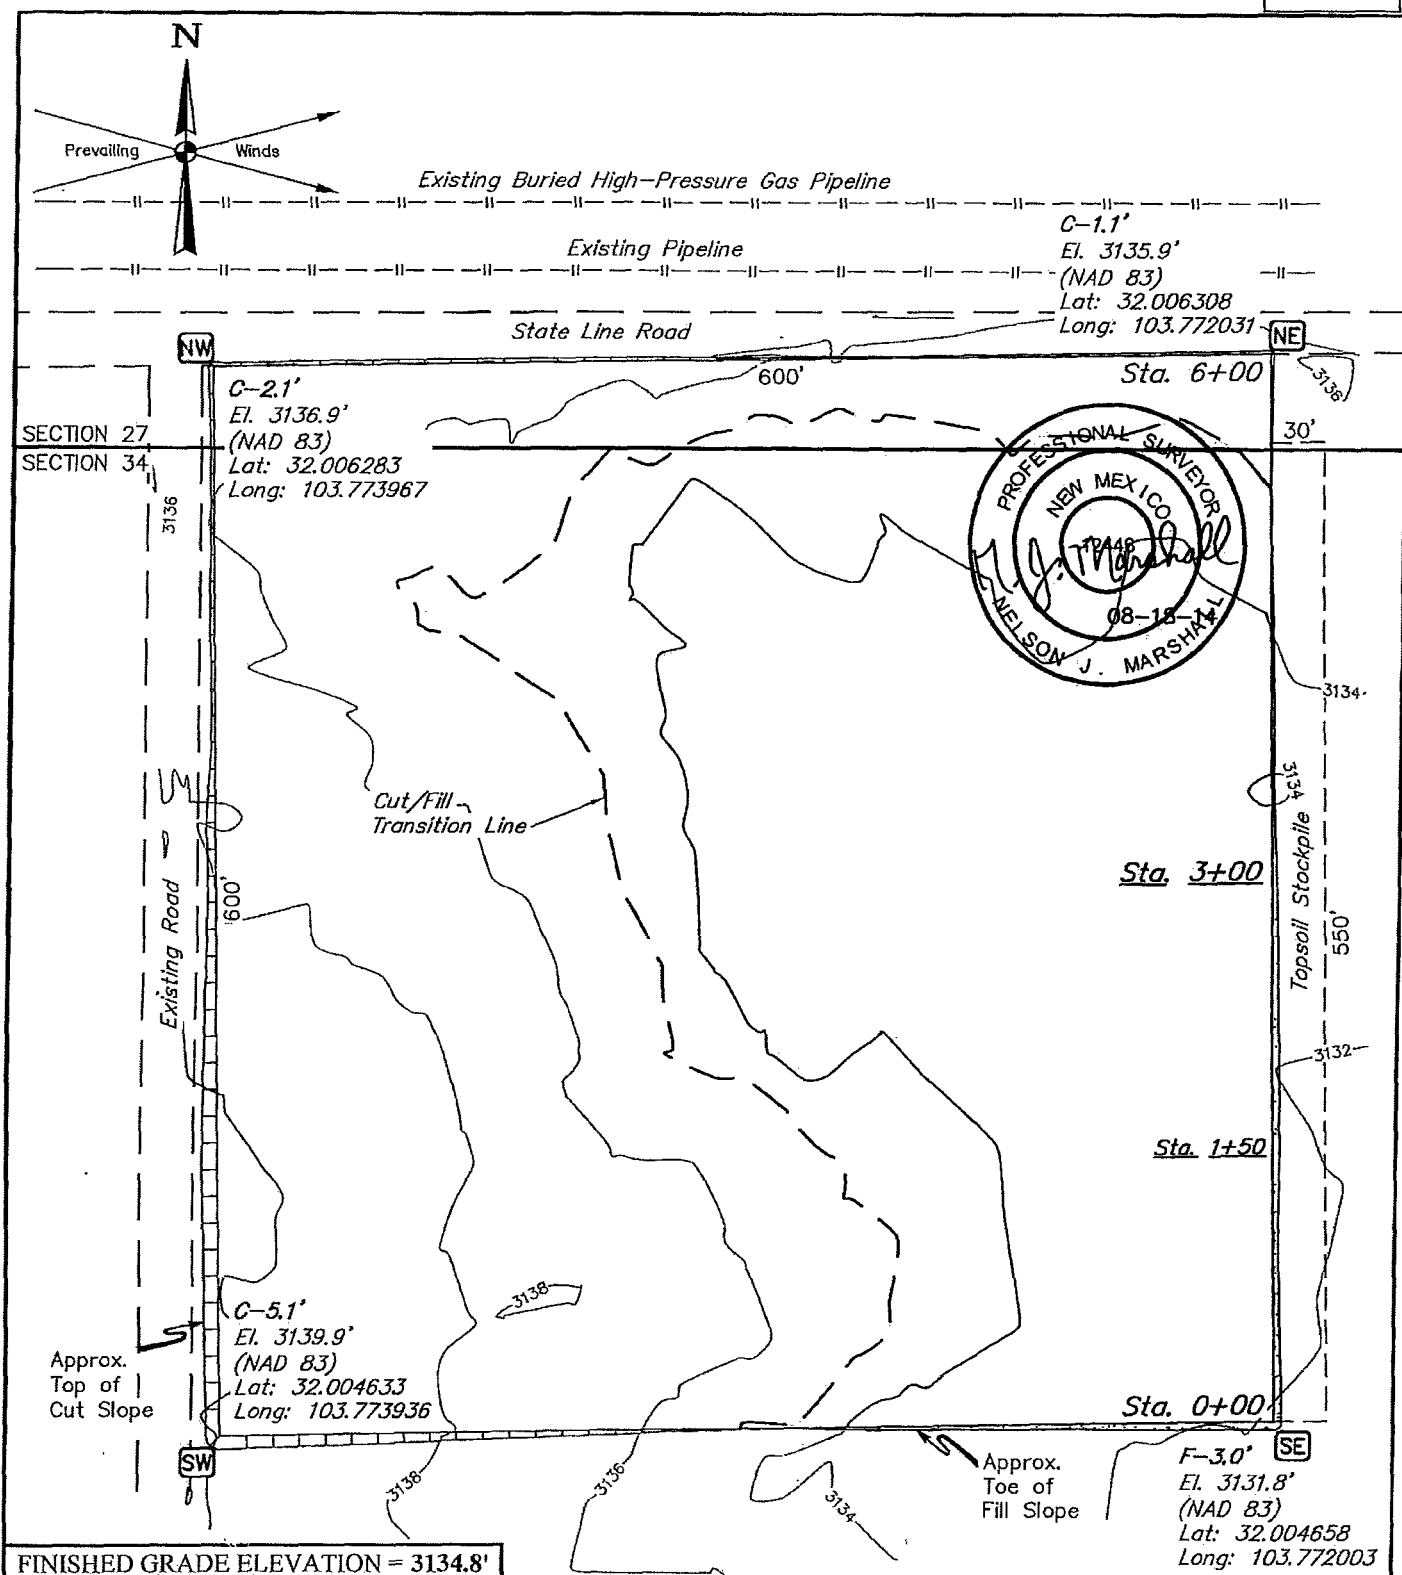 N
Prevailing Winds
Existing Buried High-Pressure Gas Pipeline
Existing Pipeline
State Line Road
C-1.1'
El. 3135.9'
(NAD 83)
Lat: 32.006308
Long: 103.772031
NW
NE
600'
Sta. 6+00
3136
C-2.1'
El. 3136.9'
(NAD 83)
Lat: 32.006283
Long: 103.773967
SECTION 27
SECTION 34
30'
3136
PROFESSIONAL SURVEYOR
NEW MEXICO
N.J. Marshall
NELSON J. MARSHALL
3134
3134
Cut/Fill
Transition Line
Existing Road
600'
Sta. 3+00
Topsoil Stockpile
550'
3132
Sta. 1+50
3138
C-5.1'
El. 3139.9'
(NAD 83)
Lat: 32.004633
Long: 103.773936
Approx.
Top of
Cut Slope
Sta. 0+00
SW
SE
3138
3136
3134
Approx.
Toe of
Fill Slope
F-3.0'
El. 3131.8'
(NAD 83)
Lat: 32.004658
Long: 103.772003
FINISHED GRADE ELEVATION = 3134.8'